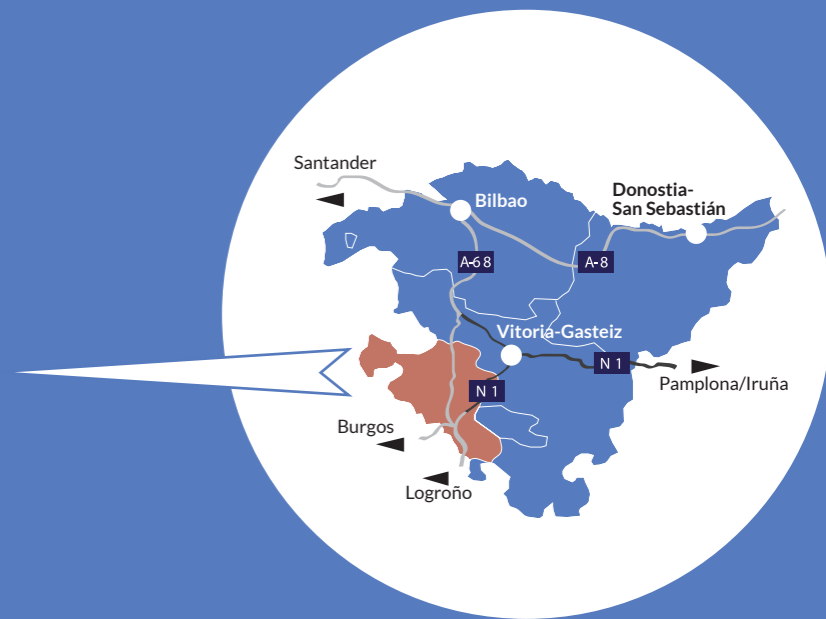 Santander
Bilbao
Donostia-
San Sebastián
A-68
A-8
Vitoria-Gasteiz
N 1
Pamplona/Iruña
N 1
Burgos
Logroño